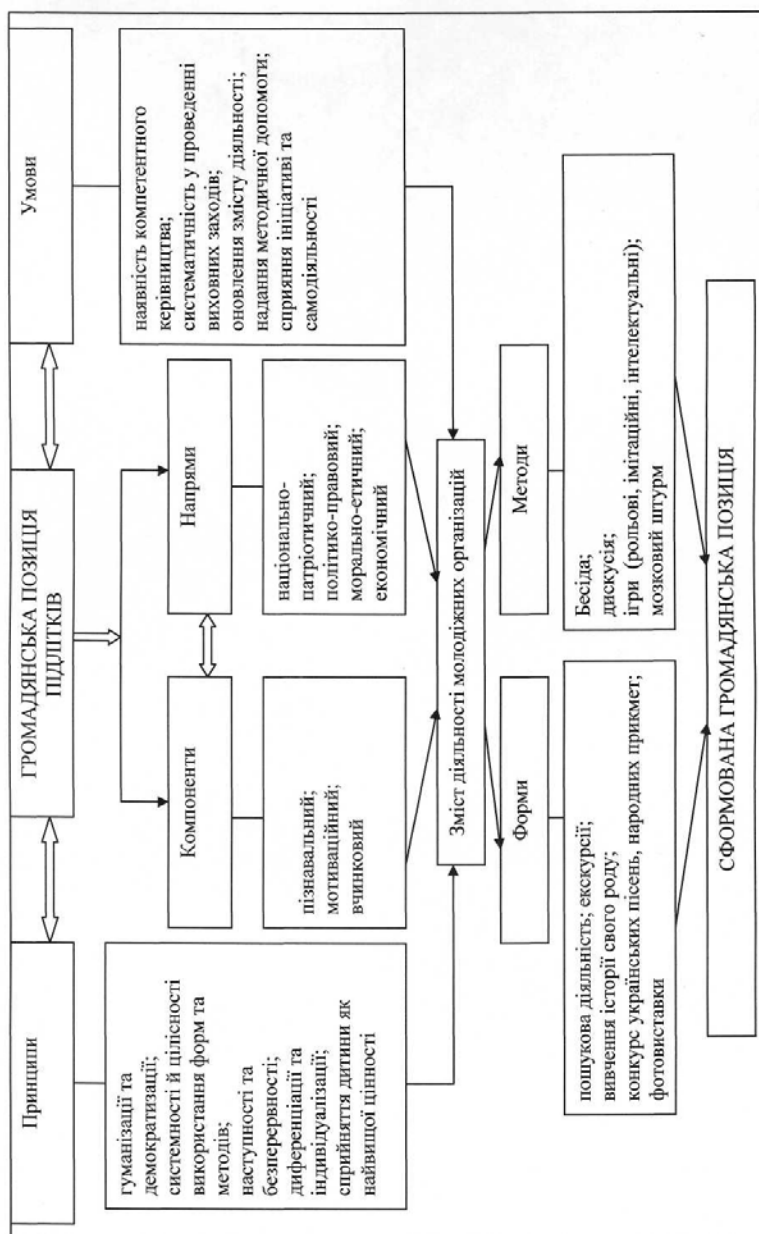 Принципи
ГРОМАДЯНСЬКА ПОЗИЦІЯ
ПІДЛІТКІВ
Умови
гуманізації та
демократизації;
системності й цілісності
використання форм та
методів;
наступності та
безперервності;
диференціації та
індивідуалізації;
сприйняття дитини як
найвищої цінності
Компоненти
Напрями
пізнавальний;
мотиваційний;
вчинковий
національно-
патріотичний;
політико-правовий;
морально-етичний;
економічний
наявність компетентного
керівництва;
систематичність у проведенні
виховних заходів;
оновлення змісту діяльності;
надання методичної допомоги;
сприяння ініціативі та
самодіяльності
Зміст діяльності молодіжних організацій
Форми
Методи
пошукова діяльність; екскурсії;
вивчення історії свого роду;
конкурс українських пісень, народних прикмет;
фотовиставки
Бесіда;
дискусія;
ігри (рольові, імітаційні, інтелектуальні);
мозковий штурм
СФОРМОВАНА ГРОМАДЯНСЬКА ПОЗИЦІЯ